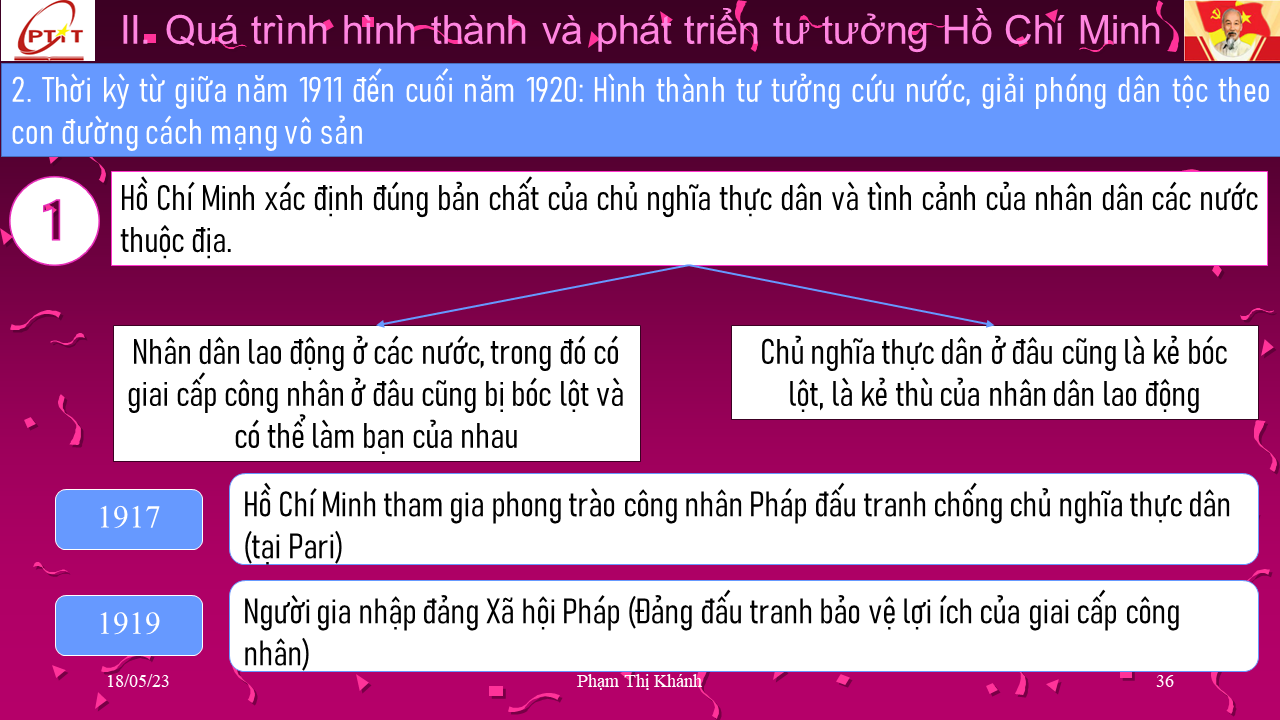 PTIT
II. Quá trình hình thành và phát triển tư tưởng Hồ Chí Minh
2. Thời kỳ từ giữa năm 1911 đến cuối năm 1920: Hình thành tư tưởng cứu nước, giải phóng dân tộc theo
con đường cách mạng vô sản
1
Hồ Chí Minh xác định đúng bản chất của chủ nghĩa thực dân và tình cảnh của nhân dân các nước
thuộc địa.
Nhân dân lao động ở các nước, trong đó có
giai cấp công nhân ở đâu cũng bị bóc lột và
có thể làm bạn của nhau
Chủ nghĩa thực dân ở đâu cũng là kẻ bóc
lột, là kẻ thù của nhân dân lao động
1917
Hồ Chí Minh tham gia phong trào công nhân Pháp đấu tranh chống chủ nghĩa thực dân
(tại Pari)
1919
Người gia nhập đảng Xã hội Pháp (Đảng đấu tranh bảo vệ lợi ích của giai cấp công
nhân)
18/05/23
Phạm Thị Khánh
36